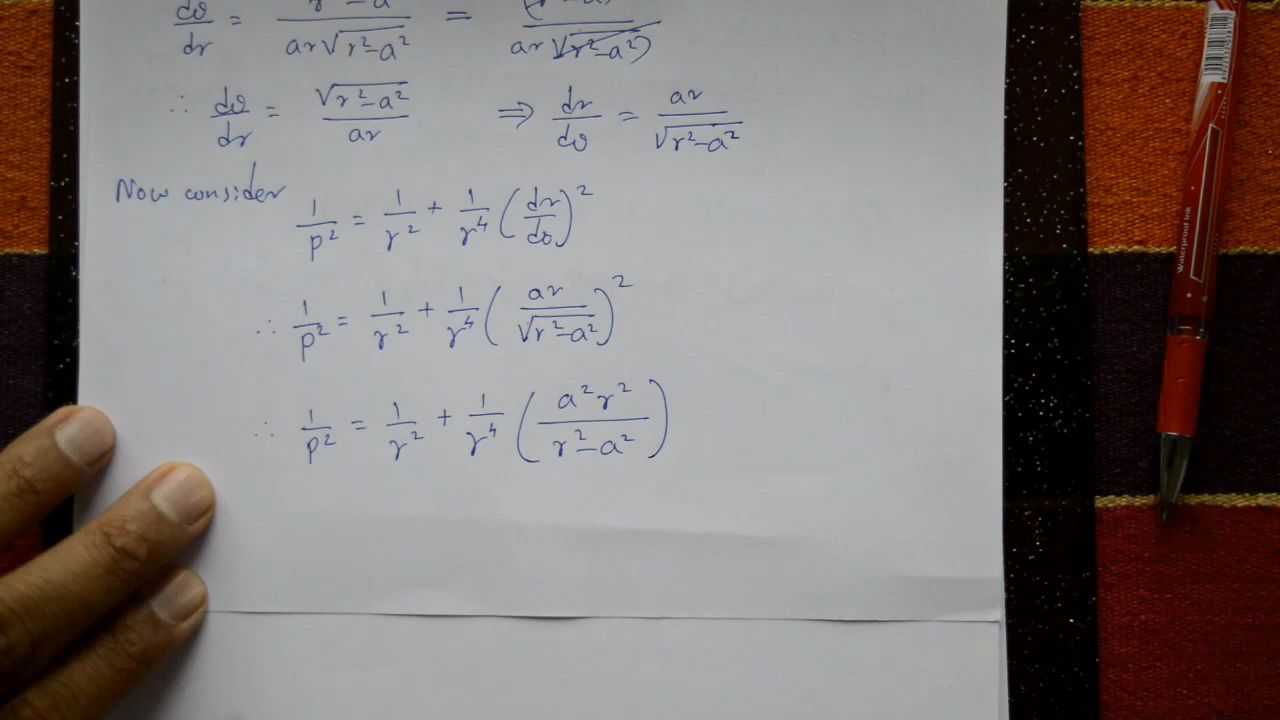 dθ/dr = r²-a²/ar√r²-a² = (r²-a²)/ar√r²-a²)
∴ dθ/dr = √r²-a²/ar ⇒ dr/dθ = ar/√r²-a²
Now consider 1/p² = 1/r² + 1/r⁴ (dr/dθ)²
∴ 1/p² = 1/r² + 1/r⁴ (ar/√r²-a²)²
∴ 1/p² = 1/r² + 1/r⁴ (a²r²/r²-a²)
Waterproof Ink